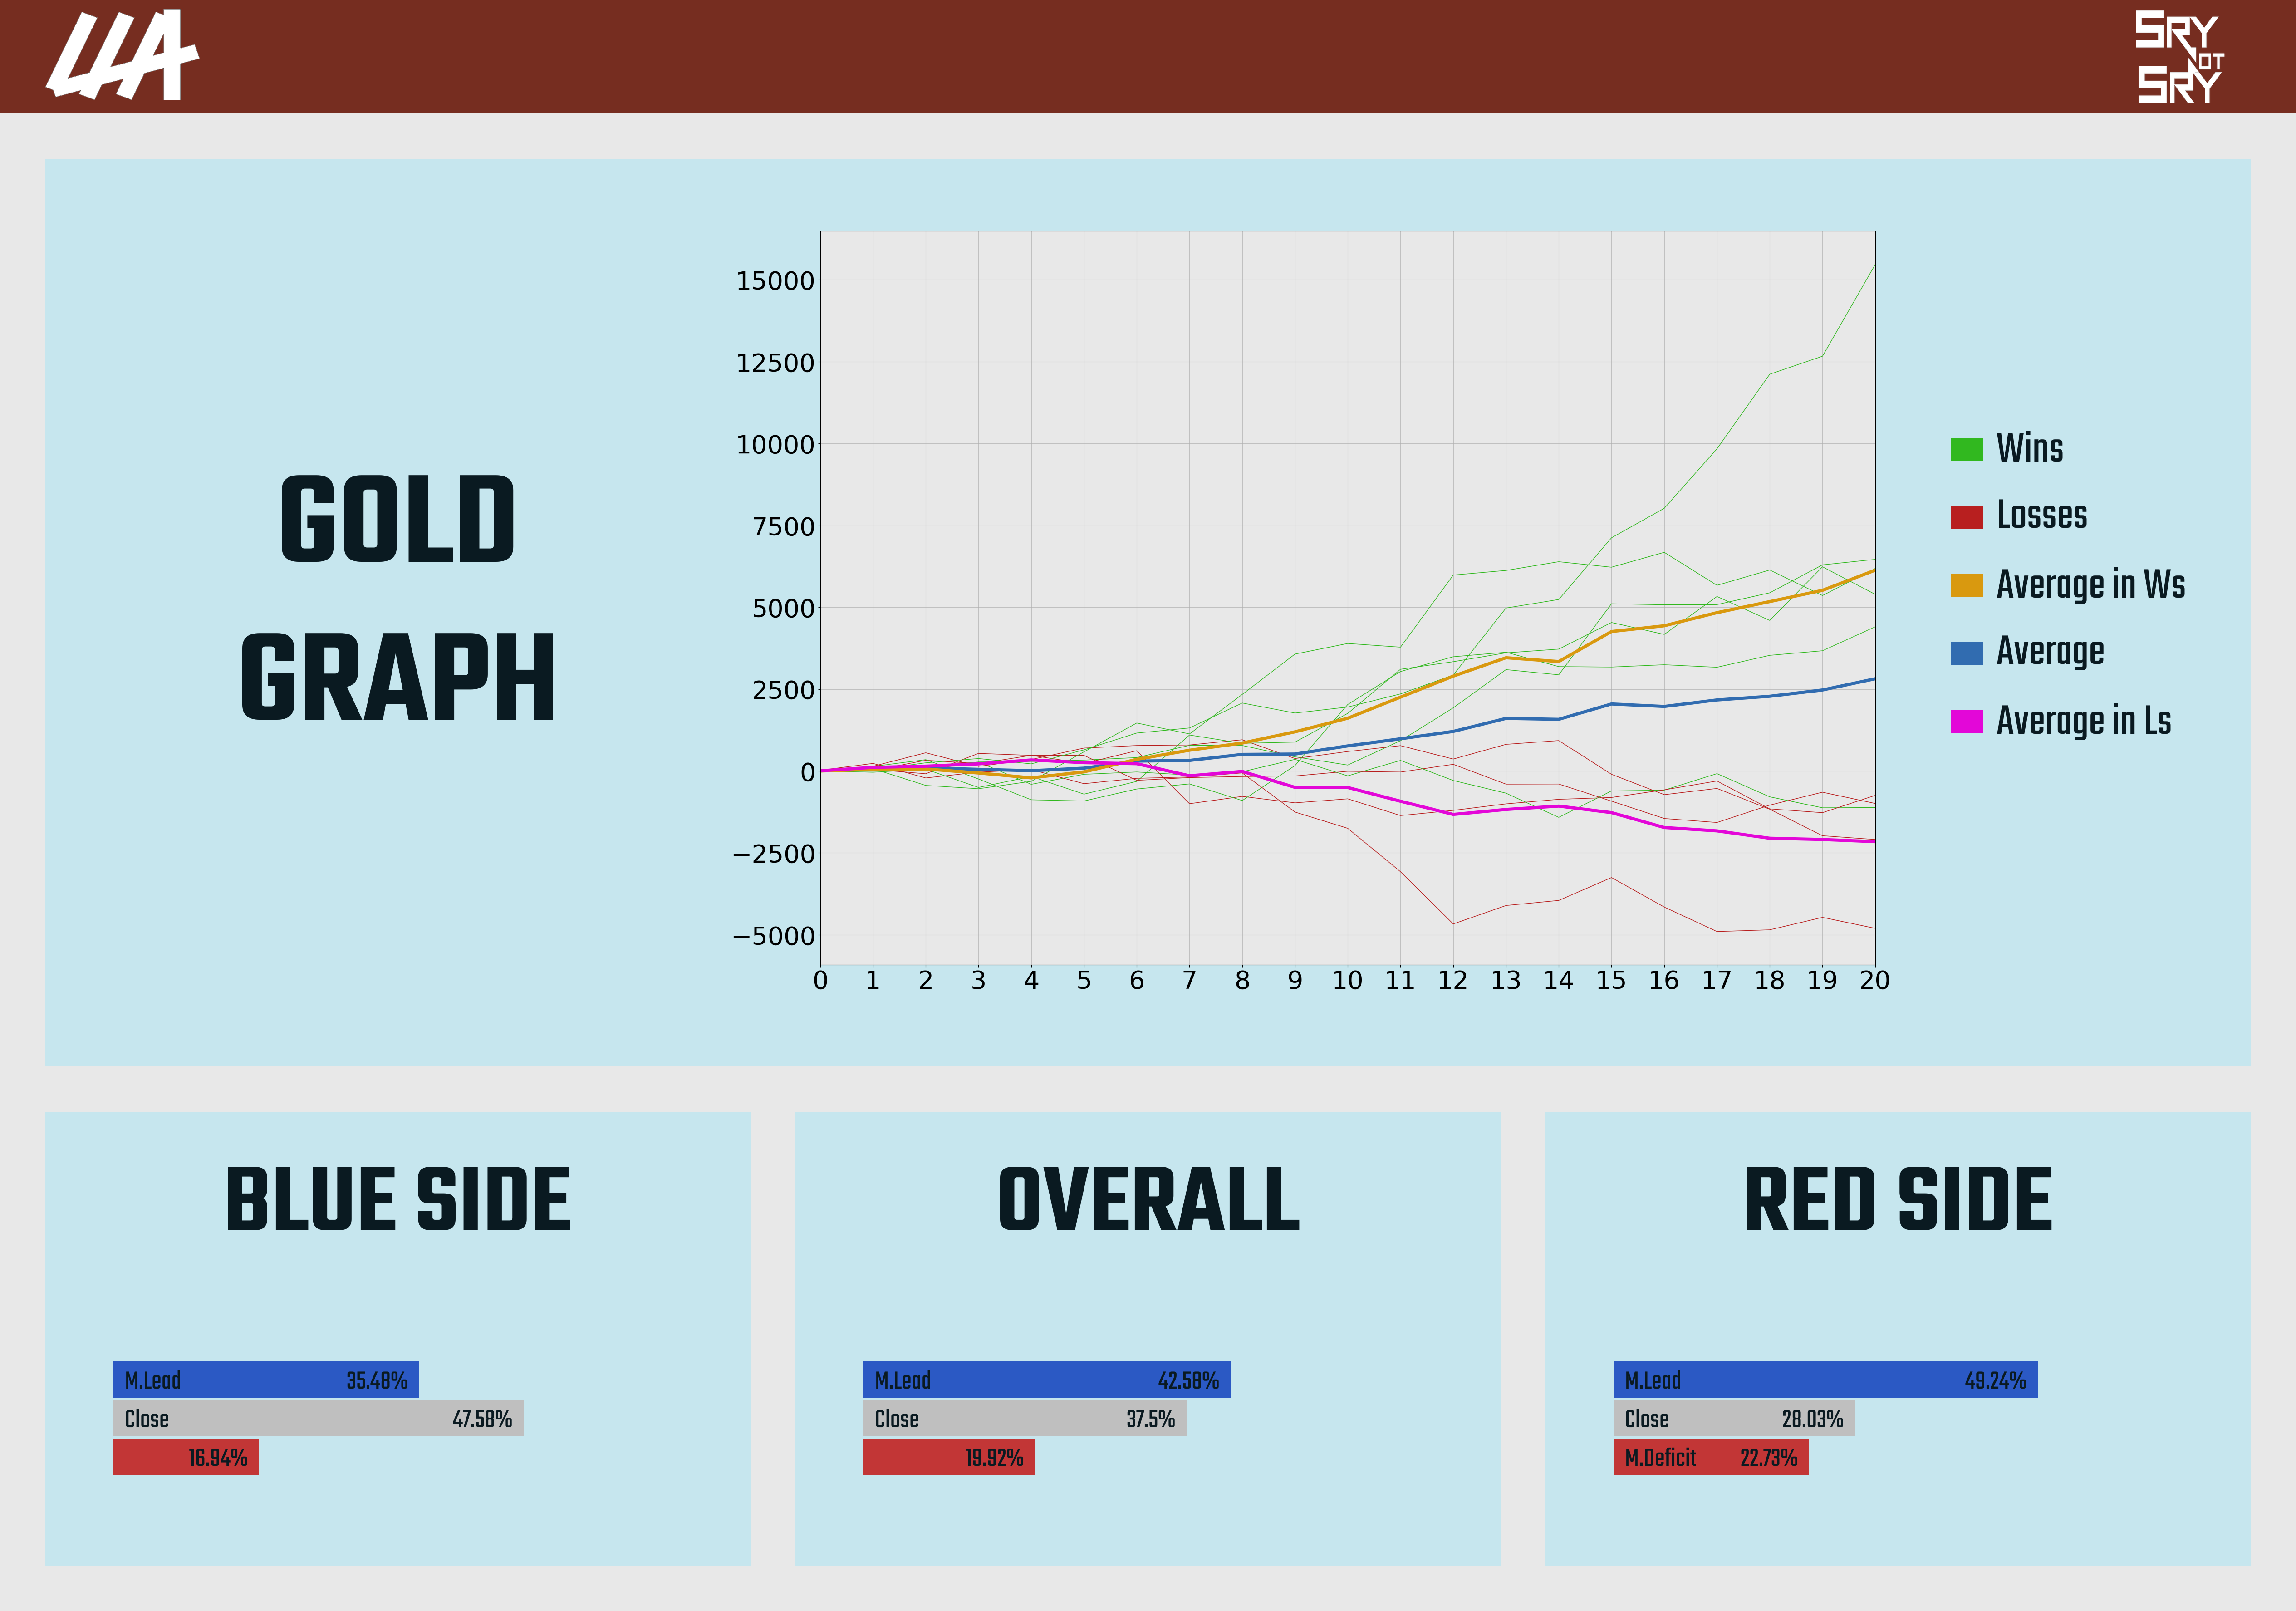 LLA
SRY
NOT
SRY
GOLD
GRAPH
15000
12500
10000
7500
5000
2500
0
−2500
−5000
0 1 2 3 4 5 6 7 8 9 10 11 12 13 14 15 16 17 18 19 20
Wins
Losses
Average in Ws
Average
Average in Ls
BLUE SIDE
M.Lead 35.48%
Close 47.58%
16.94%
OVERALL
M.Lead 42.58%
Close 37.5%
19.92%
RED SIDE
M.Lead 49.24%
Close 28.03%
M.Deficit 22.73%